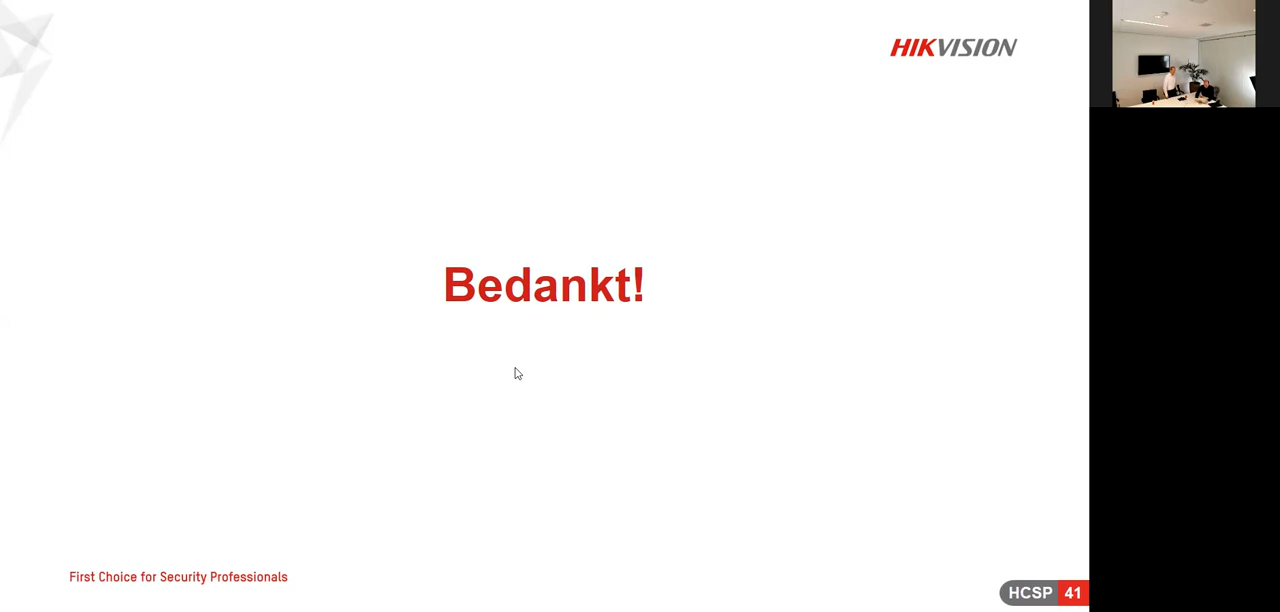 HIKVISION
Bedankt!
First Choice for Security Professionals
HCSP 41